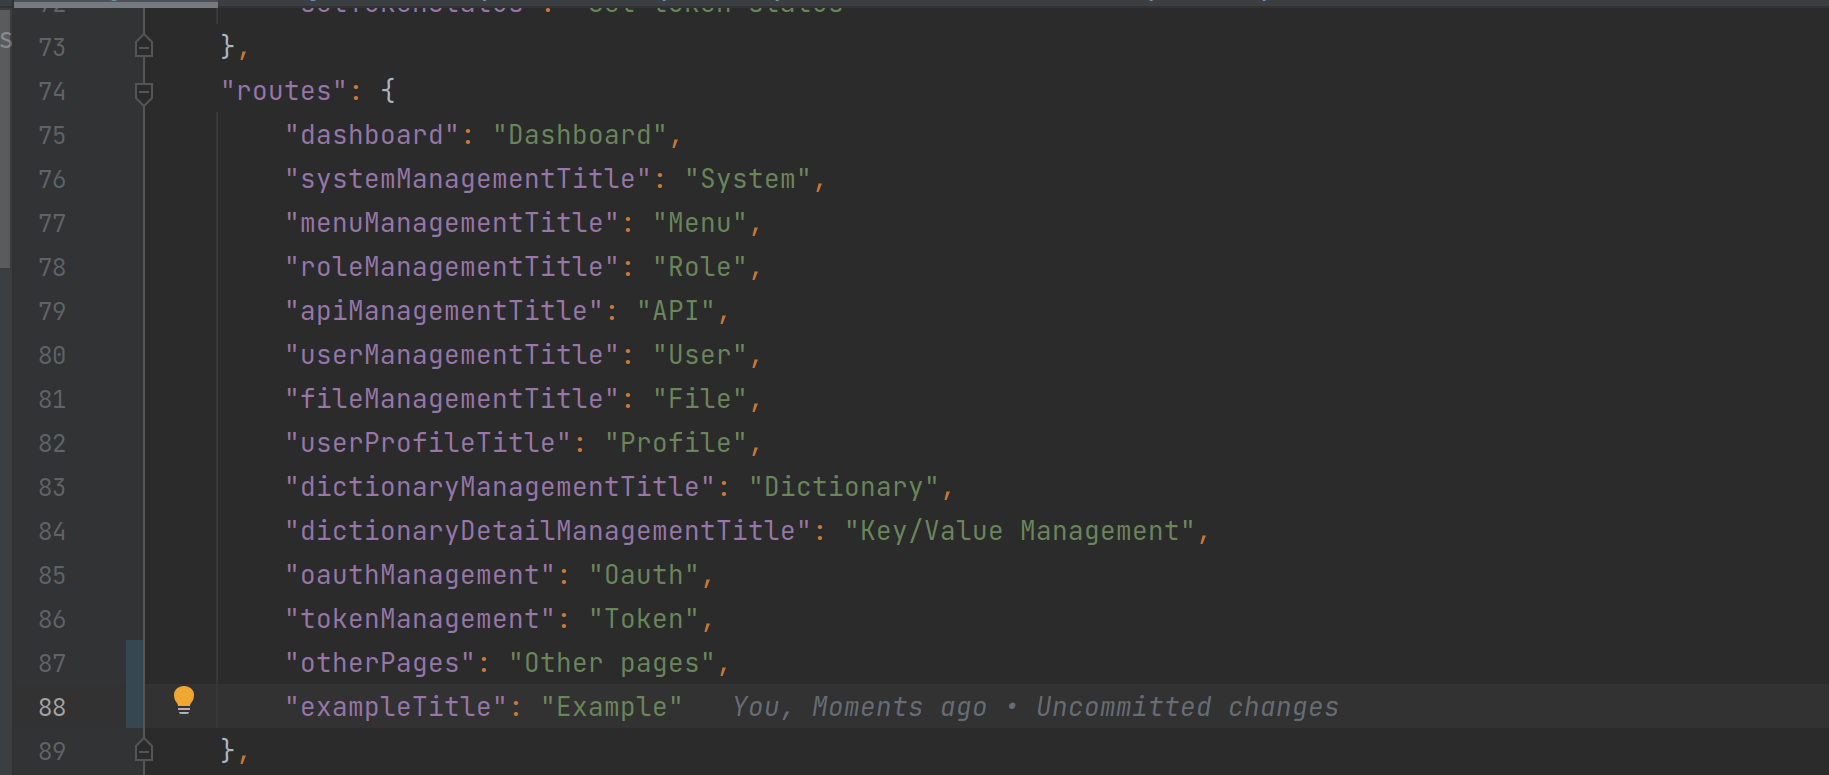 73 },
74 "routes": {
75 "dashboard": "Dashboard",
76 "systemManagementTitle": "System",
77 "menuManagementTitle": "Menu",
78 "roleManagementTitle": "Role",
79 "apiManagementTitle": "API",
80 "userManagementTitle": "User",
81 "fileManagementTitle": "File",
82 "userProfileTitle": "Profile",
83 "dictionaryManagementTitle": "Dictionary",
84 "dictionaryDetailManagementTitle": "Key/Value Management",
85 "oauthManagement": "Oauth",
86 "tokenManagement": "Token",
87 "otherPages": "Other pages",
88 "exampleTitle": "Example" You, Moments ago • Uncommitted changes
89 },